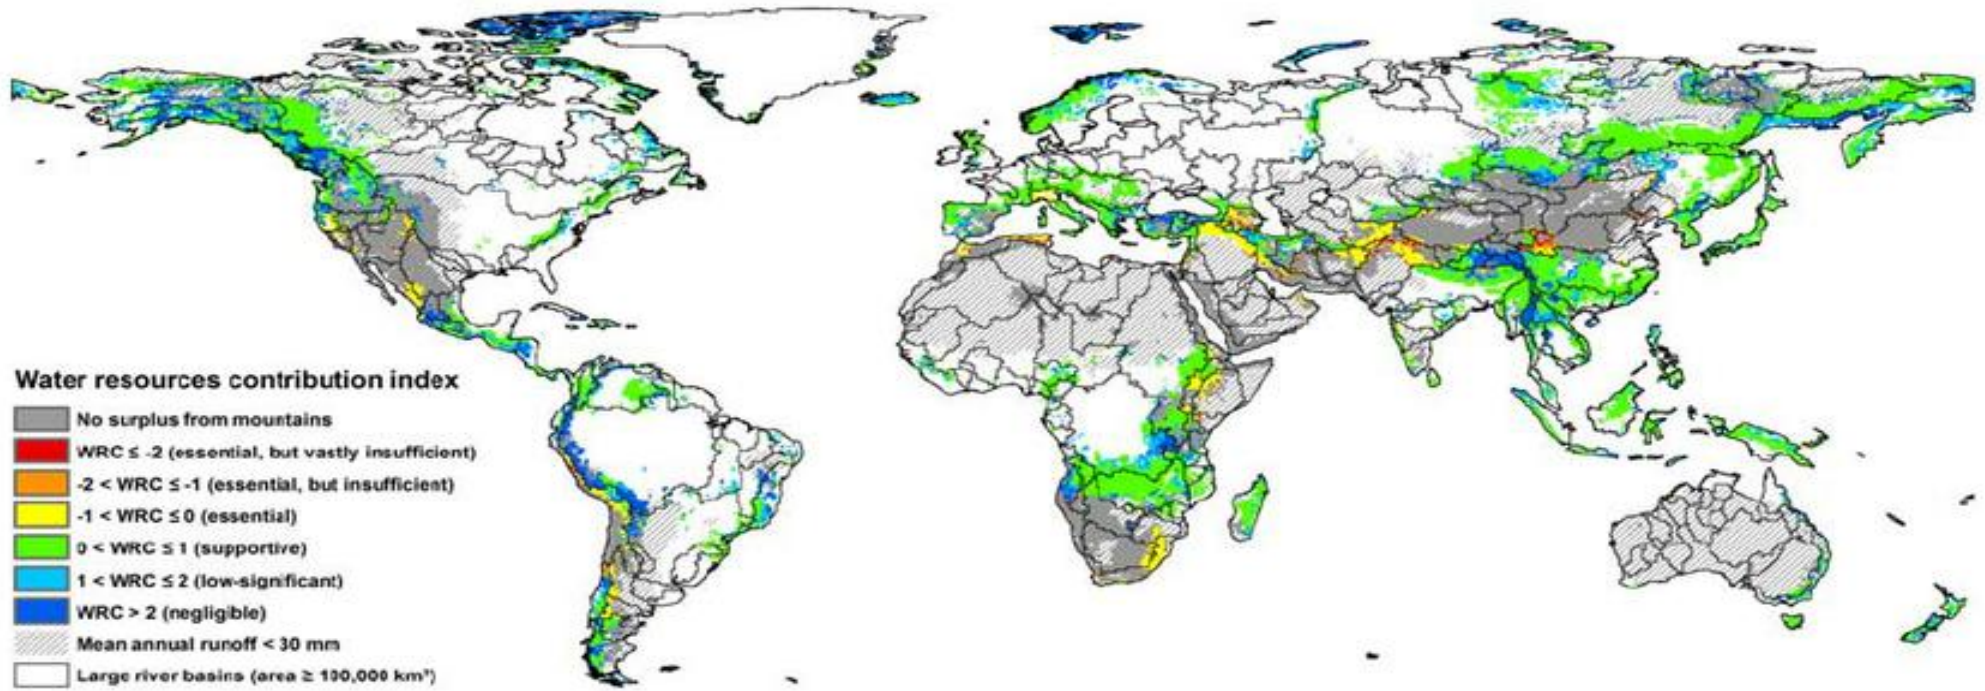 Water resources contribution index
No surplus from mountains
WRC ≤ -2 (essential, but vastly insufficient)
-2 < WRC ≤ -1 (essential, but insufficient)
-1 < WRC ≤ 0 (essential)
0 < WRC ≤ 1 (supportive)
1 < WRC ≤ 2 (low-significant)
WRC > 2 (negligible)
Mean annual runoff < 30 mm
Large river basins (area ≥ 100,000 km²)